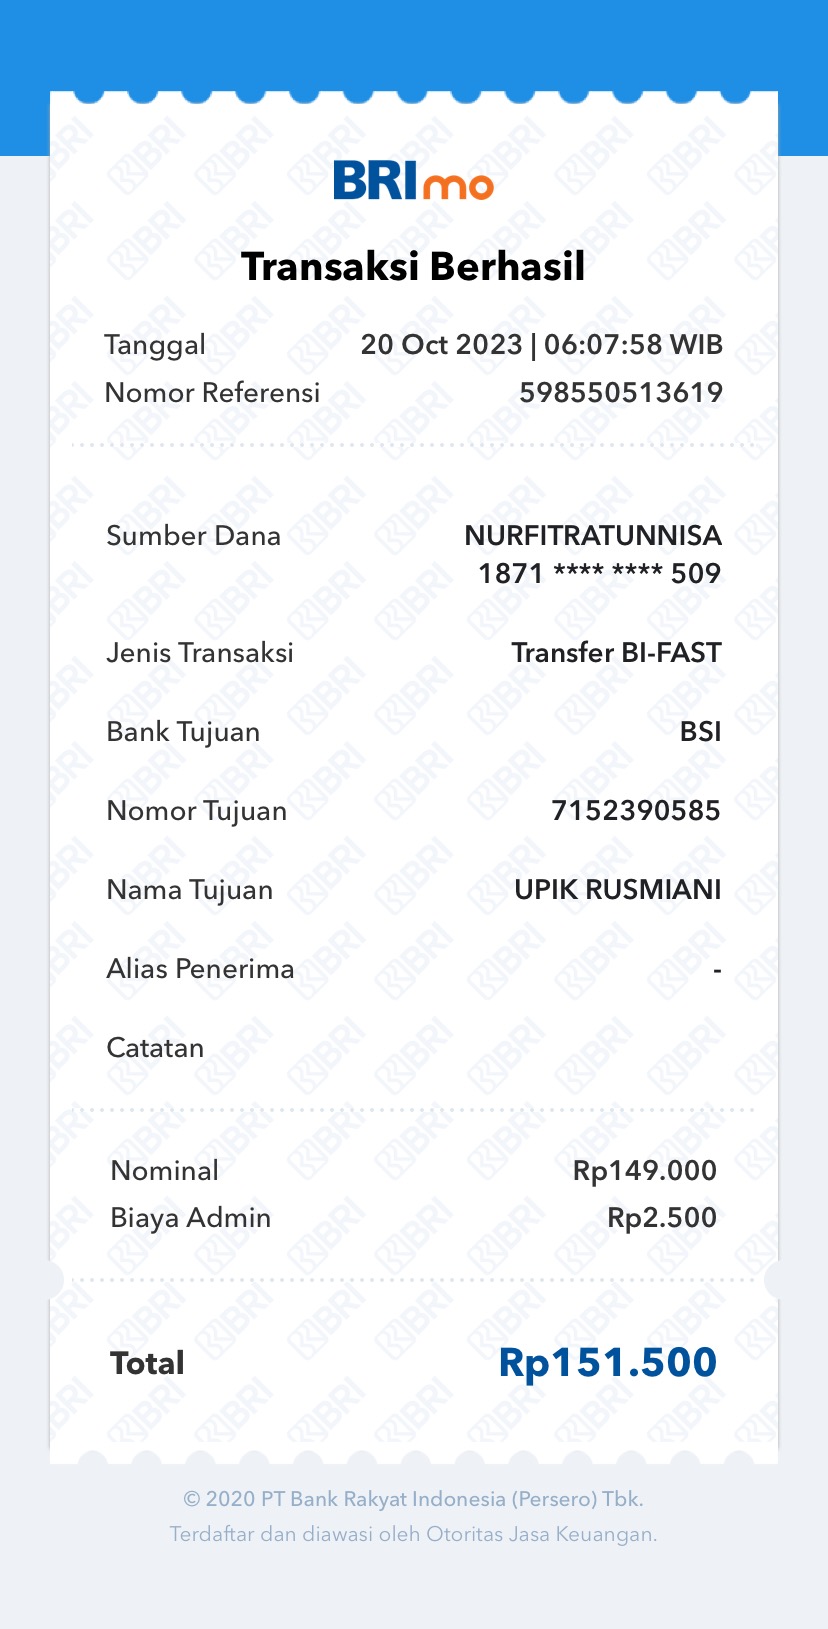 BRImo
Transaksi Berhasil
Tanggal 20 Oct 2023 | 06:07:58 WIB
Nomor Referensi 598550513619
Sumber Dana NURFITRATUNNISA
1871 **** **** 509
Jenis Transaksi Transfer BI-FAST
Bank Tujuan BSI
Nomor Tujuan 7152390585
Nama Tujuan UPIK RUSMIANI
Alias Penerima -
Catatan
Nominal Rp149.000
Biaya Admin Rp2.500
Total Rp151.500
© 2020 PT Bank Rakyat Indonesia (Persero) Tbk.
Terdaftar dan diawasi oleh Otoritas Jasa Keuangan.